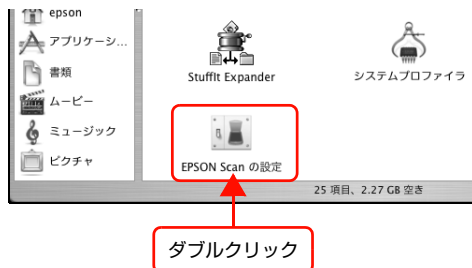 epson
アプリケーシ...
書類
ムービー
ミュージック
ピクチャ
StuffIt Expander
システムプロファイラ
EPSON Scan の設定
25 項目、2.27 GB 空き
ダブルクリック